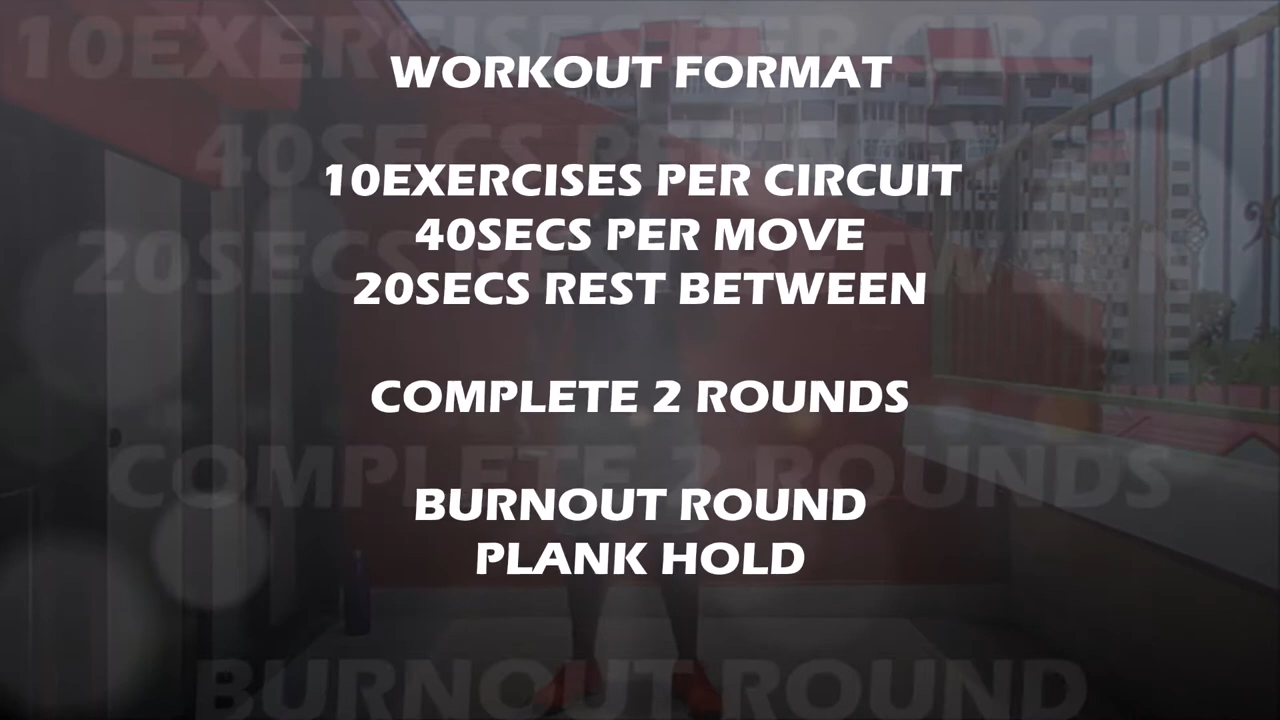 WORKOUT FORMAT
10EXERCISES PER CIRCUIT
40SECS PER MOVE
20SECS REST BETWEEN
COMPLETE 2 ROUNDS
BURNOUT ROUND
PLANK HOLD